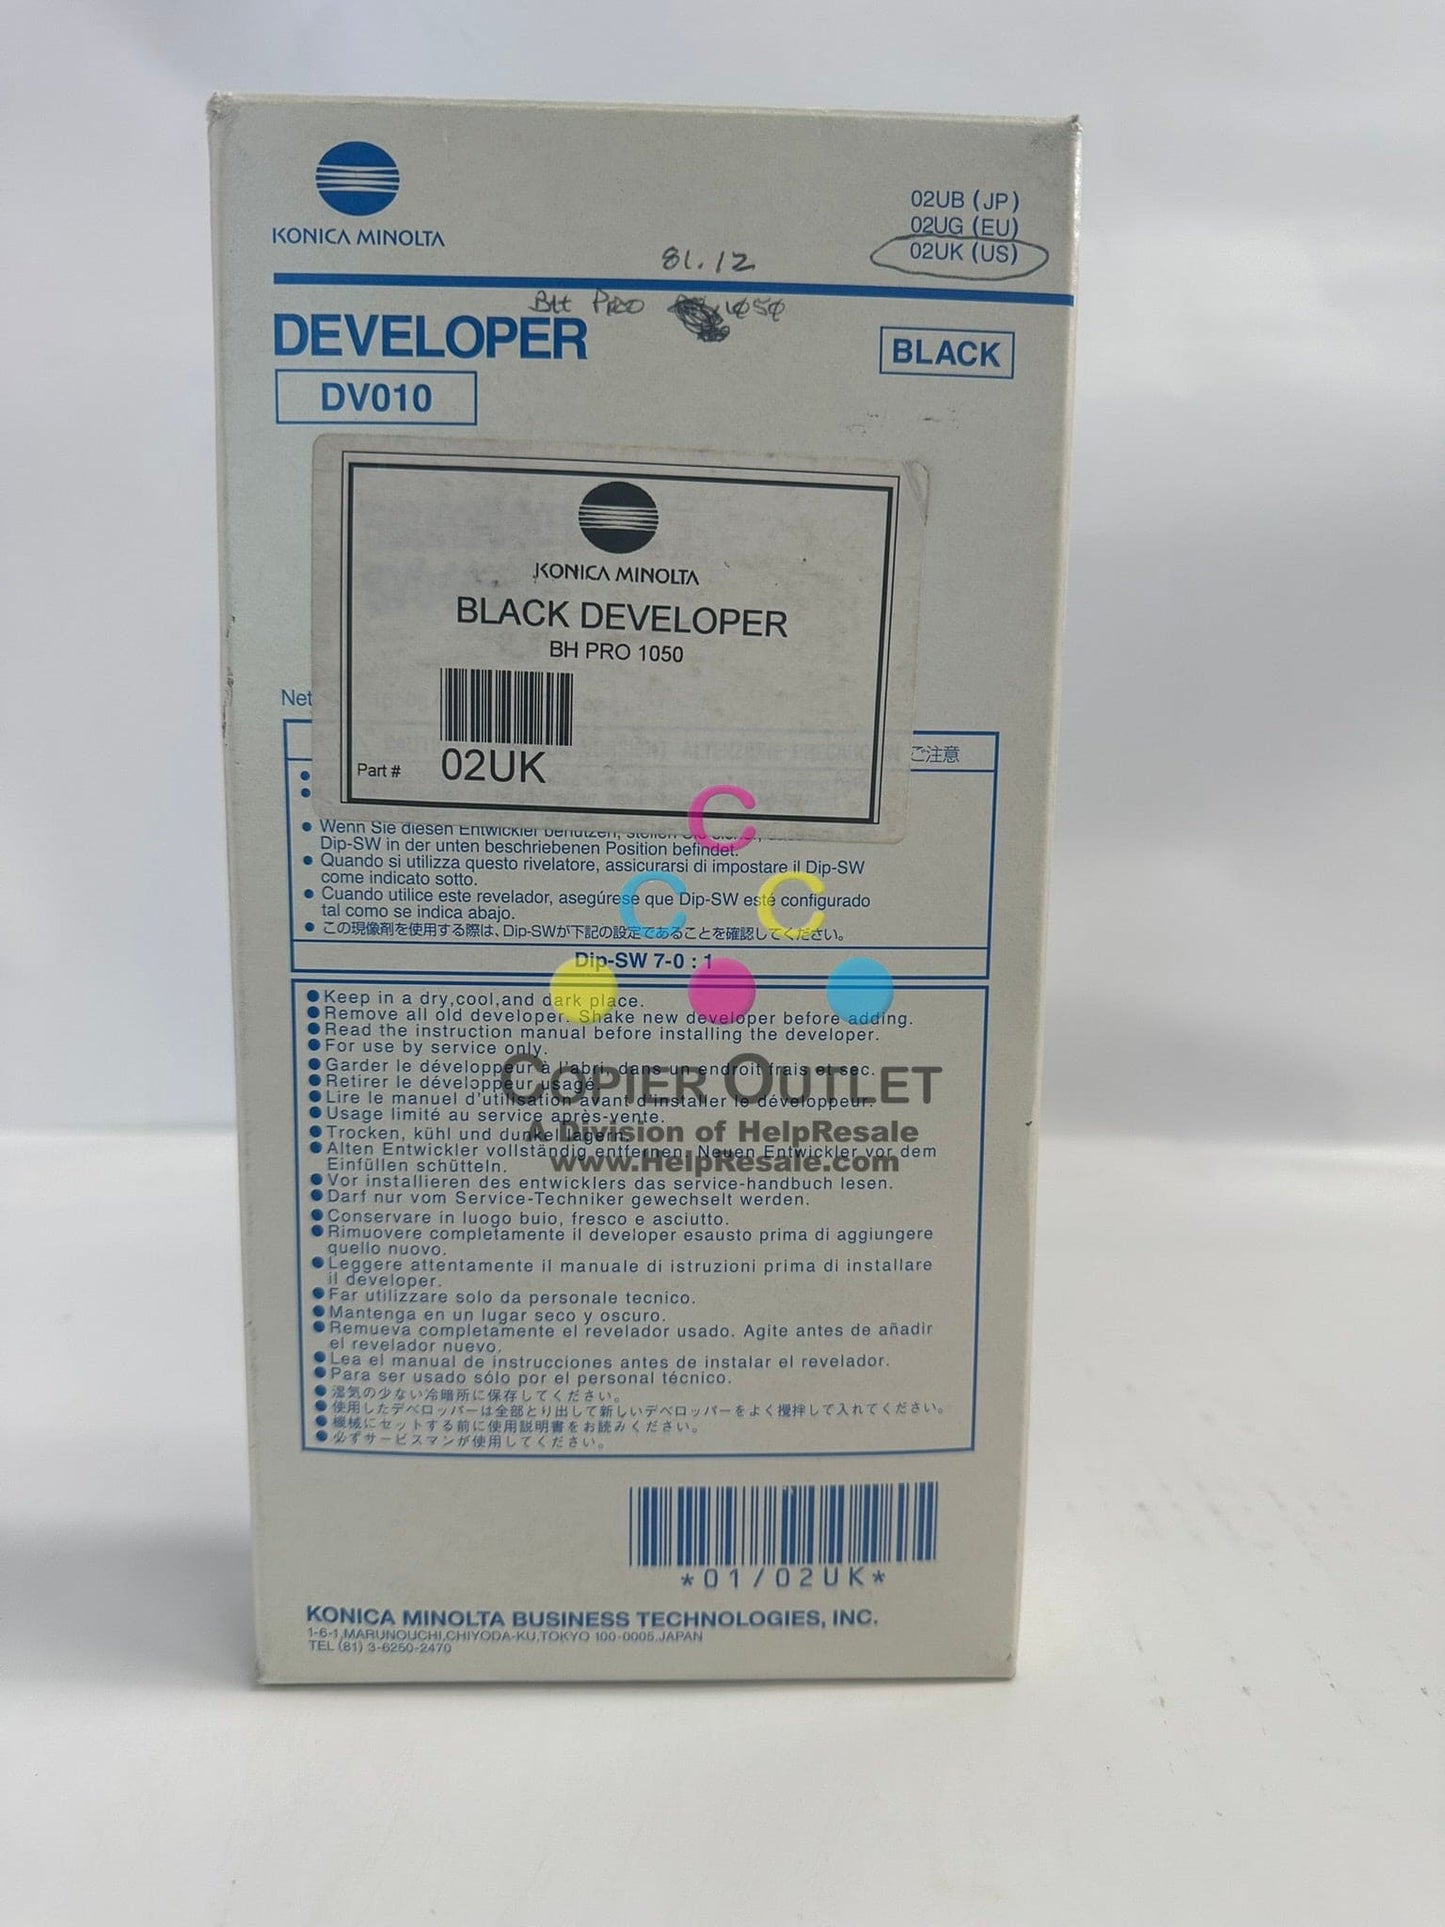 KONICA MINOLTA
02UB (JP)
02UG (EU)
02UK (US)
81.12
BH PRO 1050
DEVELOPER
BLACK
DV010
KONICA MINOLTA
BLACK DEVELOPER
BH PRO 1050
Part # 02UK
Net
ご注意
● Wenn Sie diesen Entwickler benutzen,
Dip-SW in der unten beschriebenen Position befindet.
● Quando si utilizza questo rivelatore, assicurarsi di impostare il Dip-SW
come indicato sotto.
● Cuando utilice este revelador, asegúrese que Dip-SW esté configurado
tal como se indica abajo.
● この現像剤を使用する際は、Dip-SWが下記の設定であることを確認してください。
Dip-SW 7-0 : 1
● Keep in a dry,cool,and dark place.
● Remove all old developer. Shake new developer before adding.
● Read the instruction manual before installing the developer.
● For use by service only.
● Garder le développeur à l'abri, dans un endroit frais et sec.
● Retirer le développeur usagé.
● Lire le manuel d'utilisation avant d'installer le développeur.
● Usage limité au service après-vente.
● Trocken, kühl und dunkel lagern.
● Alten Entwickler vollständig entfernen. Neuen Entwickler vor dem
Einfüllen schütteln.
● Vor installieren des entwicklers das service-handbuch lesen.
● Darf nur vom Service-Techniker gewechselt werden.
● Conservare in luogo buio, fresco e asciutto.
● Rimuovere completamente il developer esausto prima di aggiungere
quello nuovo.
● Leggere attentamente il manuale di istruzioni prima di installare
il developer.
● Far utilizzare solo da personale tecnico.
● Mantenga en un lugar seco y oscuro.
● Remueva completamente el revelador usado. Agite antes de añadir
el revelador nuevo.
● Lea el manual de instrucciones antes de instalar el revelador.
● Para ser usado sólo por el personal técnico.
● 湿気の少ない冷暗所に保存してください。
● 使用したデベロッパーは全部とり出して新しいデベロッパーをよく攪拌して入れてください。
● 機械にセットする前に使用説明書をお読みください。
● 必ずサービスマンが使用してください。
C
C C
COPIER OUTLET
A Division of HelpResale
www.HelpResale.com
*01/02UK*
KONICA MINOLTA BUSINESS TECHNOLOGIES, INC.
1-6-1,MARUNOUCHI,CHIYODA-KU,TOKYO 100-0005,JAPAN
TEL (81) 3-6250-2470